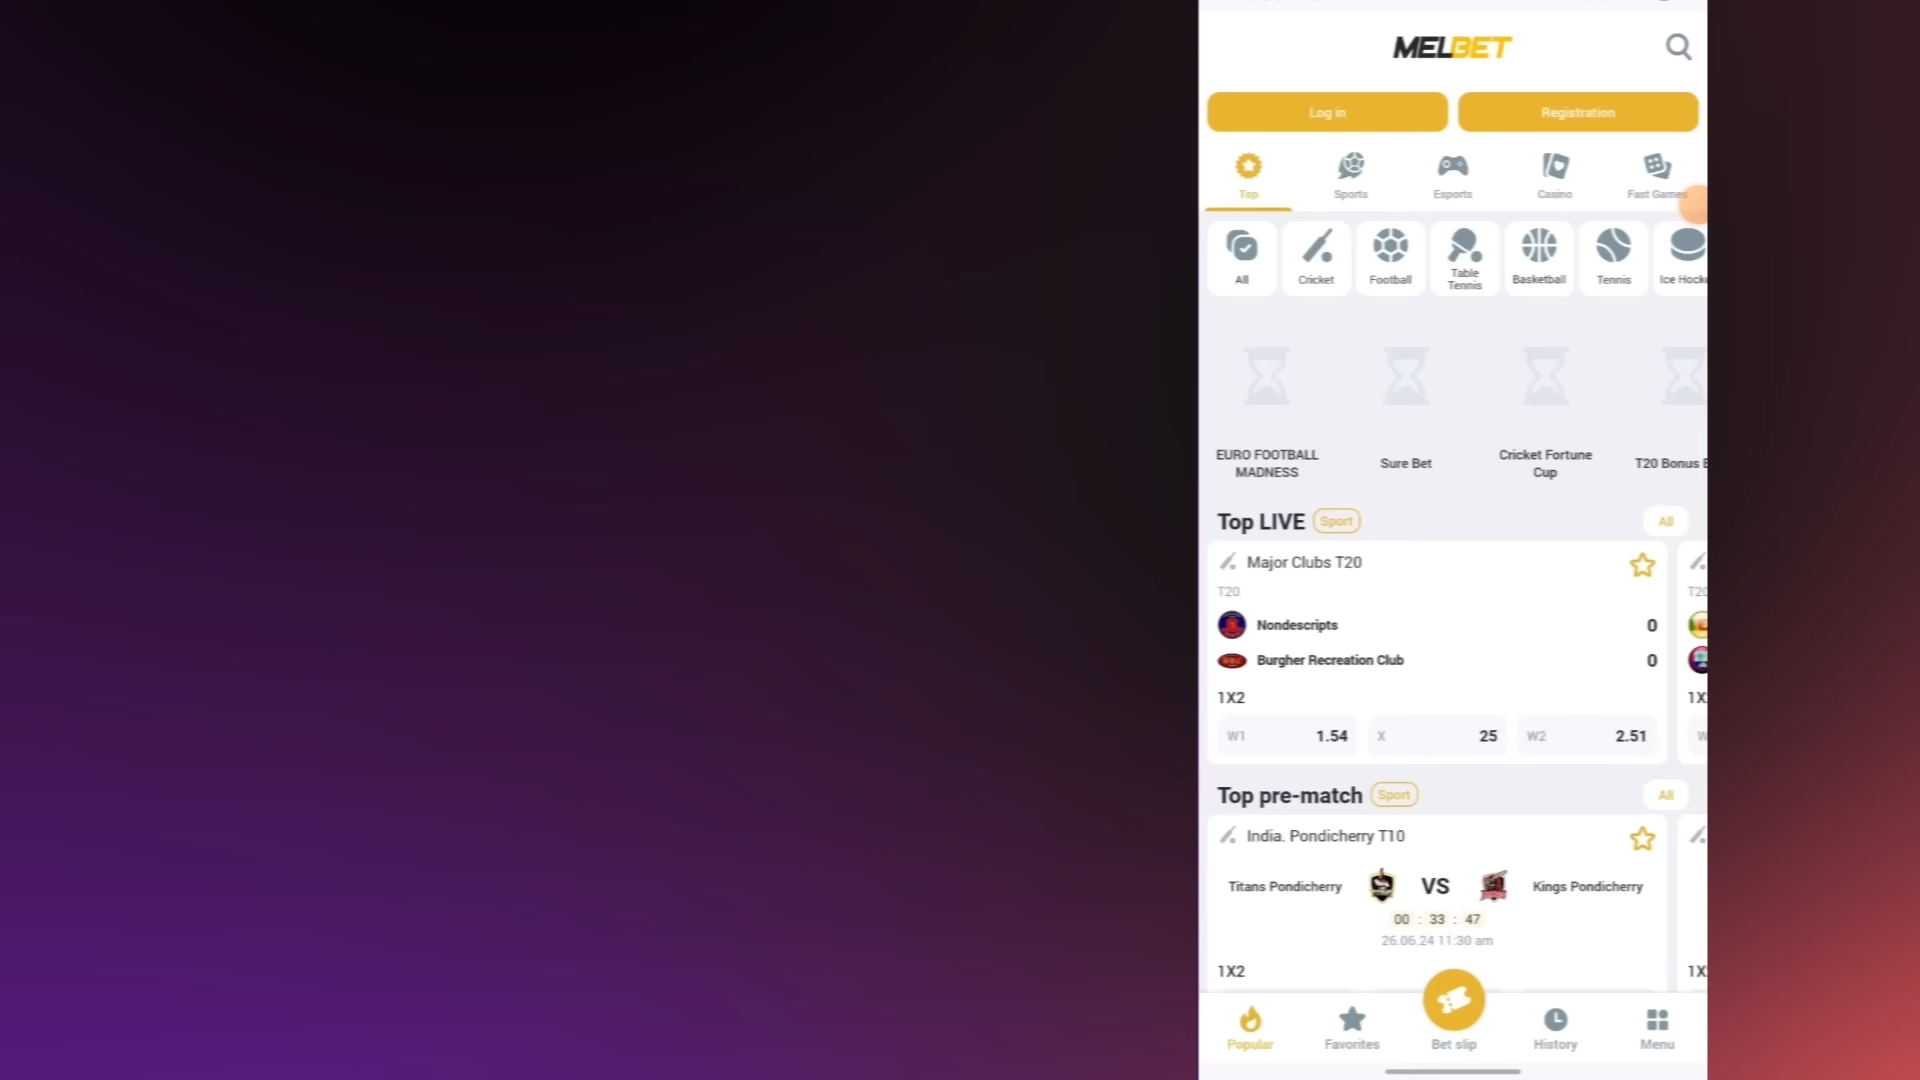 MELBET
Log in Registration
Top Sports Esports Casino Fast Games
All Cricket Football Table Tennis Basketball Tennis Ice Hock
EURO FOOTBALL MADNESS
Sure Bet
Cricket Fortune Cup
T20 Bonus
Top LIVE Sport All
Major Clubs T20
T20 T20
Nondescripts 0
Burgher Recreation Club 0
1X2 1X
W1 1.54 X 25 W2 2.51 W
Top pre-match Sport All
India. Pondicherry T10
Titans Pondicherry VS Kings Pondicherry
00 : 33 : 47
26.06.24 11:30 am
1X2 1X
Popular Favorites Bet slip History Menu